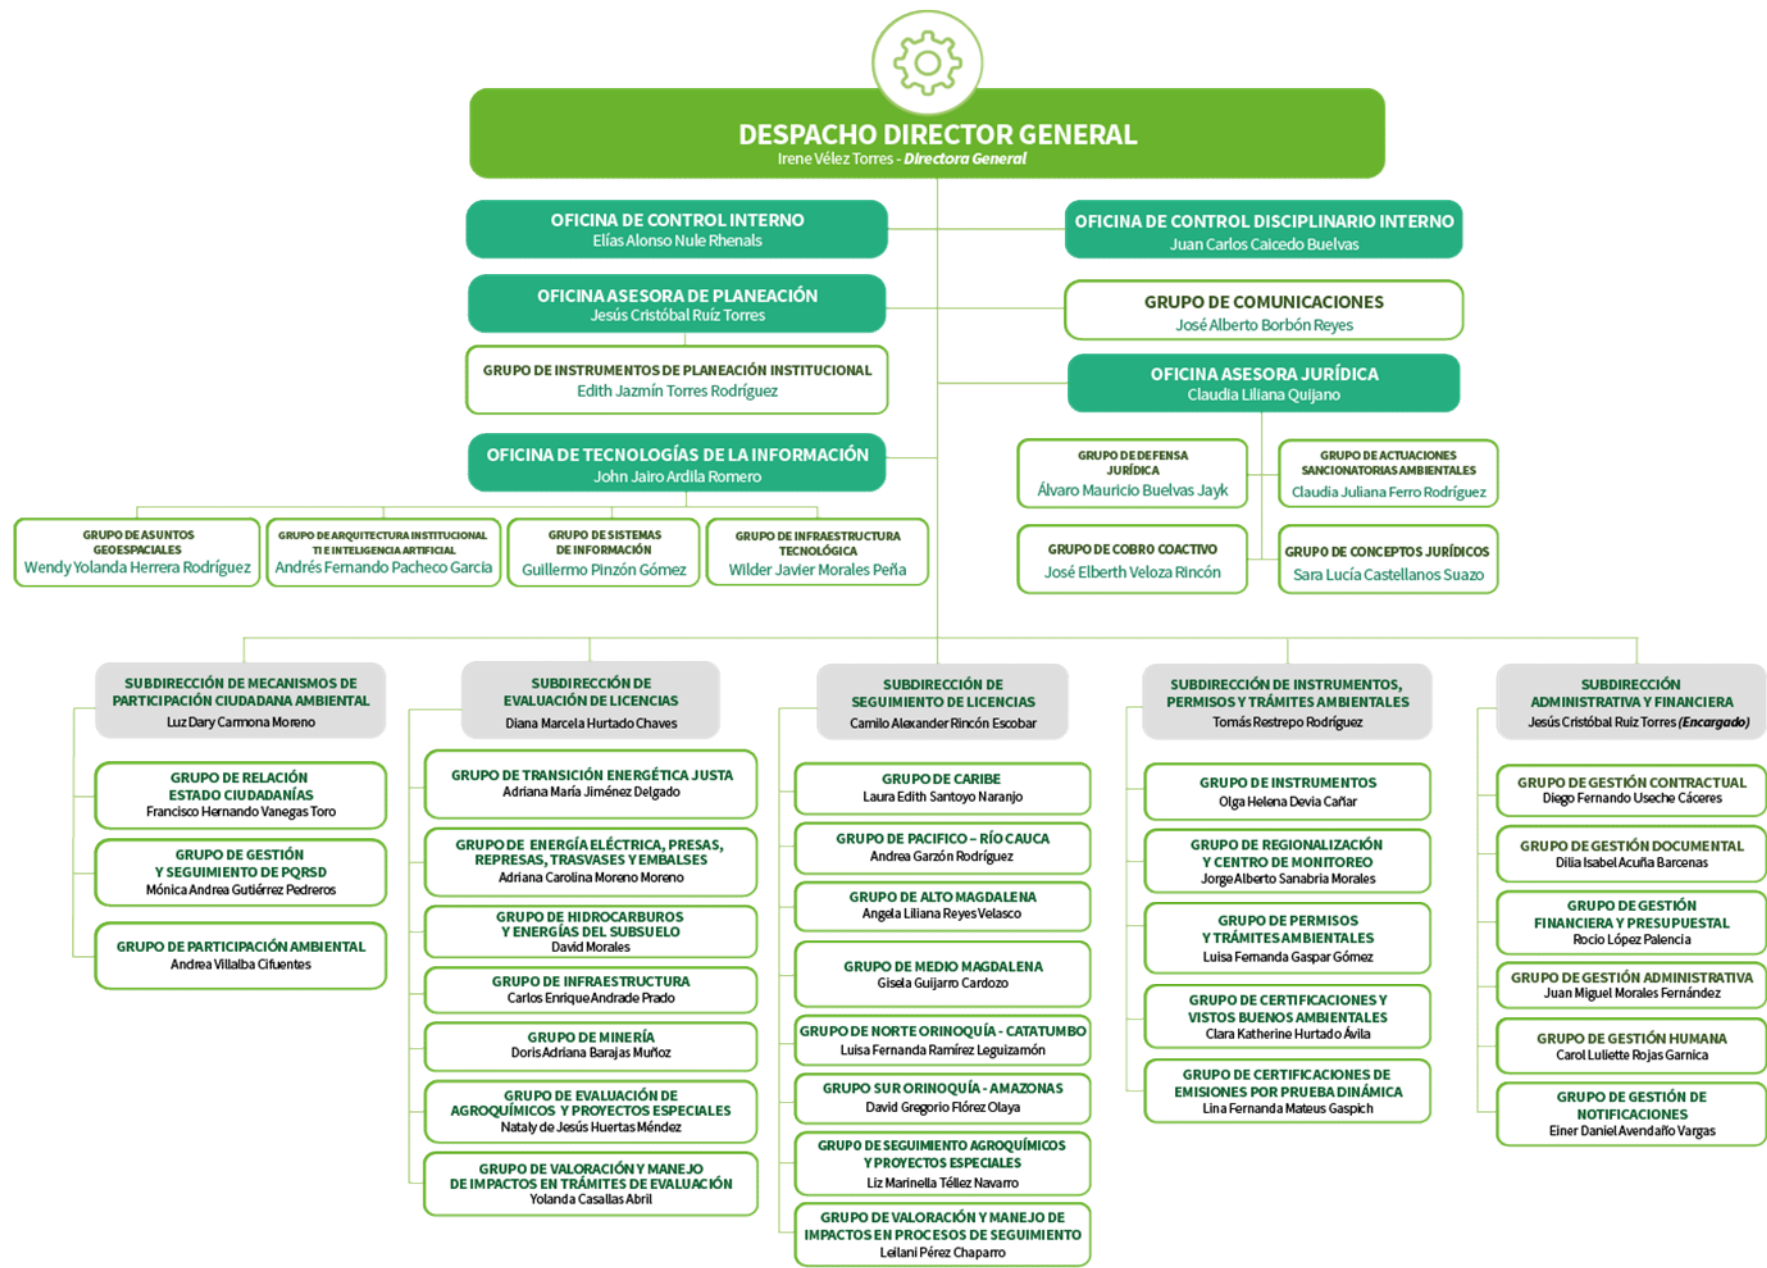 DESPACHO DIRECTOR GENERAL
Irene Vélez Torres - Directora General
OFICINA DE CONTROL INTERNO
Elías Alonso Nule Rhenals
OFICINA DE CONTROL DISCIPLINARIO INTERNO
Juan Carlos Caicedo Buelvas
OFICINA ASESORA DE PLANEACIÓN
Jesús Cristóbal Ruíz Torres
GRUPO DE COMUNICACIONES
José Alberto Borbón Reyes
GRUPO DE INSTRUMENTOS DE PLANEACIÓN INSTITUCIONAL
Edith Jazmín Torres Rodríguez
OFICINA ASESORA JURÍDICA
Claudia Liliana Quijano
OFICINA DE TECNOLOGÍAS DE LA INFORMACIÓN
John Jairo Ardila Romero
GRUPO DE DEFENSA
JURÍDICA
Álvaro Mauricio Buelvas Jayk
GRUPO DE ACTUACIONES
SANCIONATORIAS AMBIENTALES
Claudia Juliana Ferro Rodríguez
GRUPO DE ASUNTOS
GEOESPACIALES
Wendy Yolanda Herrera Rodríguez
GRUPO DE ARQUITECTURA INSTITUCIONAL
TI E INTELIGENCIA ARTIFICIAL
Andrés Fernando Pacheco Garcia
GRUPO DE SISTEMAS
DE INFORMACIÓN
Guillermo Pinzón Gómez
GRUPO DE INFRAESTRUCTURA
TECNOLÓGICA
Wilder Javier Morales Peña
GRUPO DE COBRO COACTIVO
José Elberth Veloza Rincón
GRUPO DE CONCEPTOS JURÍDICOS
Sara Lucía Castellanos Suazo
SUBDIRECCIÓN DE MECANISMOS DE
PARTICIPACIÓN CIUDADANA AMBIENTAL
Luz Dary Carmona Moreno
GRUPO DE RELACIÓN
ESTADO CIUDADANÍAS
Francisco Hernando Vanegas Toro
GRUPO DE GESTIÓN
Y SEGUIMIENTO DE PQRSD
Mónica Andrea Gutiérrez Pedreros
GRUPO DE PARTICIPACIÓN AMBIENTAL
Andrea Villalba Cifuentes
SUBDIRECCIÓN DE
EVALUACIÓN DE LICENCIAS
Diana Marcela Hurtado Chaves
GRUPO DE TRANSICIÓN ENERGÉTICA JUSTA
Adriana María Jiménez Delgado
GRUPO DE ENERGÍA ELÉCTRICA, PRESAS,
REPRESAS, TRASVASES Y EMBALSES
Adriana Carolina Moreno Moreno
GRUPO DE HIDROCARBUROS
Y ENERGÍAS DEL SUBSUELO
David Morales
GRUPO DE INFRAESTRUCTURA
Carlos Enrique Andrade Prado
GRUPO DE MINERÍA
Doris Adriana Barajas Muñoz
GRUPO DE EVALUACIÓN DE
AGROQUÍMICOS Y PROYECTOS ESPECIALES
Nataly de Jesús Huertas Méndez
GRUPO DE VALORACIÓN Y MANEJO
DE IMPACTOS EN TRÁMITES DE EVALUACIÓN
Yolanda Casallas Abril
SUBDIRECCIÓN DE
SEGUIMIENTO DE LICENCIAS
Camilo Alexander Rincón Escobar
GRUPO DE CARIBE
Laura Edith Santoyo Naranjo
GRUPO DE PACIFICO – RÍO CAUCA
Andrea Garzón Rodríguez
GRUPO DE ALTO MAGDALENA
Angela Liliana Reyes Velasco
GRUPO DE MEDIO MAGDALENA
Gisela Guijarro Cardozo
GRUPO DE NORTE ORINOQUÍA - CATATUMBO
Luisa Fernanda Ramírez Leguizamón
GRUPO SUR ORINOQUÍA - AMAZONAS
David Gregorio Flórez Olaya
GRUPO DE SEGUIMIENTO AGROQUÍMICOS
Y PROYECTOS ESPECIALES
Liz Marinella Téllez Navarro
GRUPO DE VALORACIÓN Y MANEJO DE
IMPACTOS EN PROCESOS DE SEGUIMIENTO
Leilani Pérez Chaparro
SUBDIRECCIÓN DE INSTRUMENTOS,
PERMISOS Y TRÁMITES AMBIENTALES
Tomás Restrepo Rodríguez
GRUPO DE INSTRUMENTOS
Olga Helena Devia Cañar
GRUPO DE REGIONALIZACIÓN
Y CENTRO DE MONITOREO
Jorge Alberto Sanabria Morales
GRUPO DE PERMISOS
Y TRÁMITES AMBIENTALES
Luisa Fernanda Gaspar Gómez
GRUPO DE CERTIFICACIONES Y
VISTOS BUENOS AMBIENTALES
Clara Katherine Hurtado Ávila
GRUPO DE CERTIFICACIONES DE
EMISIONES POR PRUEBA DINÁMICA
Lina Fernanda Mateus Gaspich
SUBDIRECCIÓN
ADMINISTRATIVA Y FINANCIERA
Jesús Cristóbal Ruiz Torres (Encargado)
GRUPO DE GESTIÓN CONTRACTUAL
Diego Fernando Useche Cáceres
GRUPO DE GESTIÓN DOCUMENTAL
Dilia Isabel Acuña Barcenas
GRUPO DE GESTIÓN
FINANCIERA Y PRESUPUESTAL
Rocio López Palencia
GRUPO DE GESTIÓN ADMINISTRATIVA
Juan Miguel Morales Fernández
GRUPO DE GESTIÓN HUMANA
Carol Luliette Rojas Garnica
GRUPO DE GESTIÓN DE
NOTIFICACIONES
Einer Daniel Avendaño Vargas